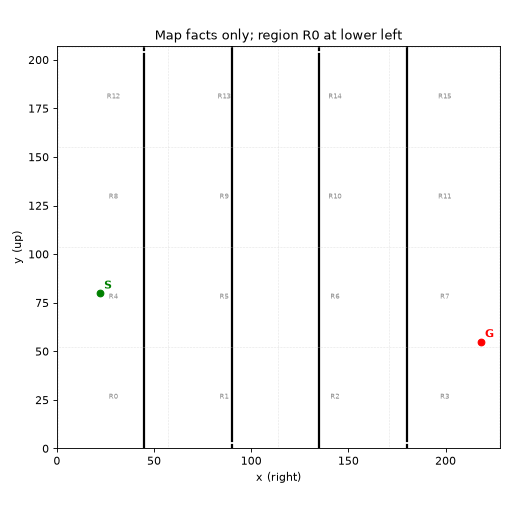 Map facts only; region R0 at lower left
200
175
150
125
100
75
50
25
0
y (up)
R12 R13 R14 R15
R8 R9 R10 R11
S
R4 R5 R6 R7
G
R0 R1 R2 R3
0 50 100 150 200
x (right)